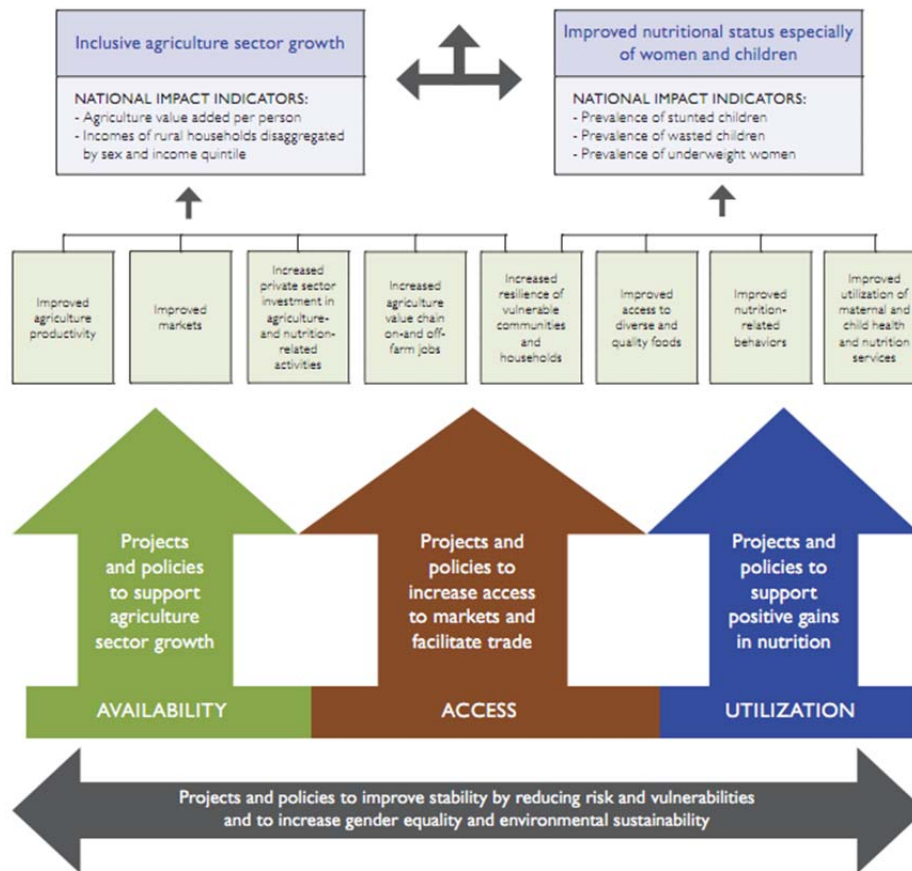 Inclusive agriculture sector growth
NATIONAL IMPACT INDICATORS:
- Agriculture value added per person
- Incomes of rural households disaggregated
by sex and income quintile
Improved nutritional status especially
of women and children
NATIONAL IMPACT INDICATORS:
- Prevalence of stunted children
- Prevalence of wasted children
- Prevalence of underweight women
Improved
agriculture
productivity
Improved
markets
Increased
private sector
investment in
agriculture-
and nutrition-
related
activities
Increased
agriculture
value chain
on-and off-
farm jobs
Increased
resilience of
vulnerable
communities
and
households
Improved
access to
diverse and
quality foods
Improved
nutrition-
related
behaviors
Improved
utilization of
maternal and
child health
and nutrition
services
Projects
and policies
to support
agriculture
sector growth
AVAILABILITY
Projects and
policies to
increase access
to markets and
facilitate trade
ACCESS
Projects and
policies to
support
positive gains
in nutrition
UTILIZATION
Projects and policies to improve stability by reducing risk and vulnerabilities
and to increase gender equality and environmental sustainability